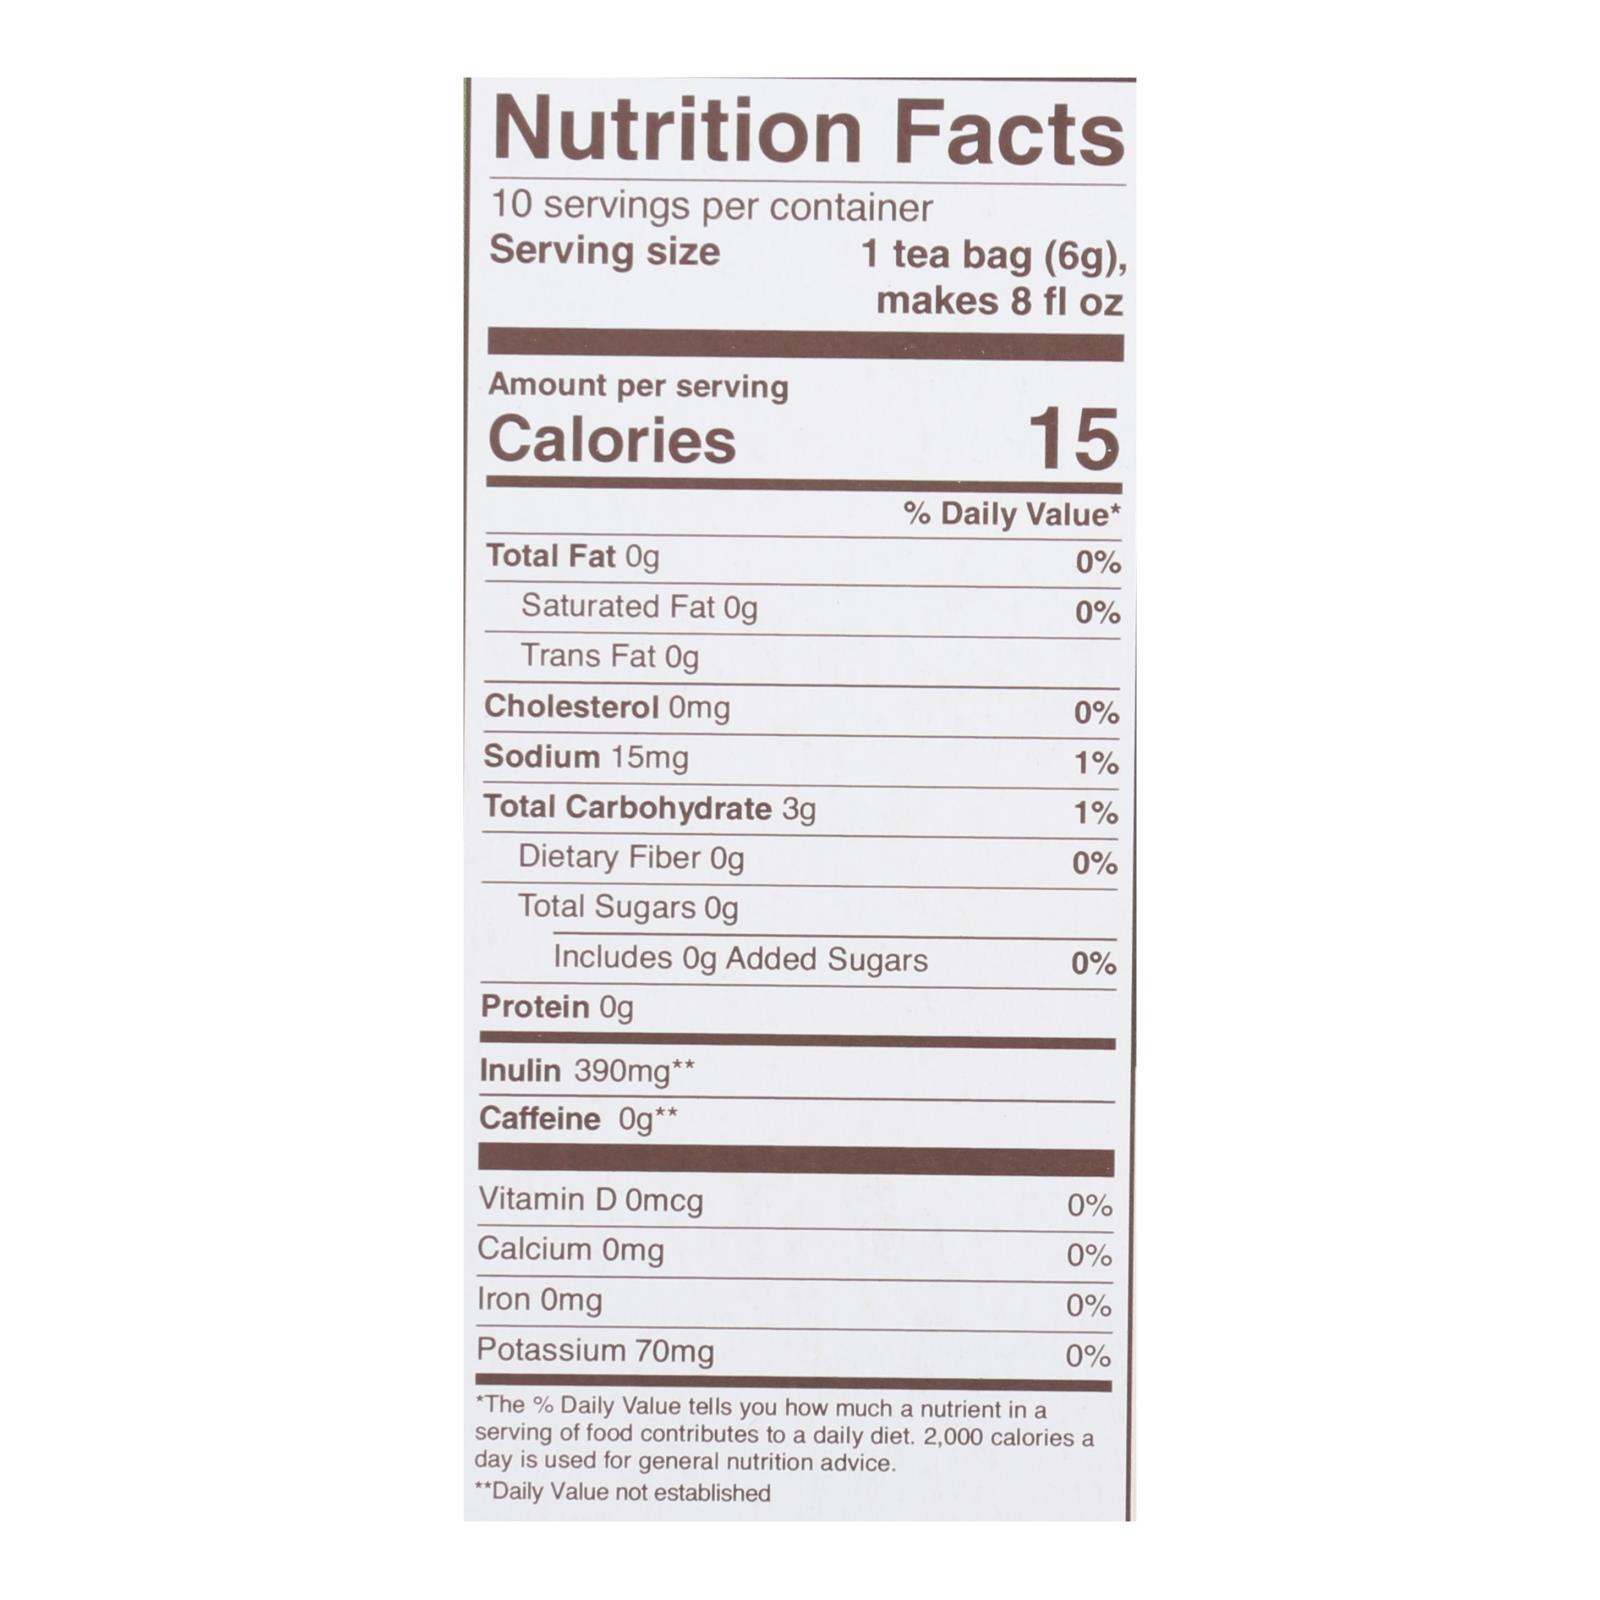 Nutrition Facts
10 servings per container
Serving size 1 tea bag (6g),
makes 8 fl oz
Amount per serving
Calories 15
% Daily Value*
Total Fat 0g 0%
Saturated Fat 0g 0%
Trans Fat 0g
Cholesterol 0mg 0%
Sodium 15mg 1%
Total Carbohydrate 3g 1%
Dietary Fiber 0g 0%
Total Sugars 0g
Includes 0g Added Sugars 0%
Protein 0g
Inulin 390mg**
Caffeine 0g**
Vitamin D 0mcg 0%
Calcium 0mg 0%
Iron 0mg 0%
Potassium 70mg 0%
*The % Daily Value tells you how much a nutrient in a
serving of food contributes to a daily diet. 2,000 calories a
day is used for general nutrition advice.
**Daily Value not established